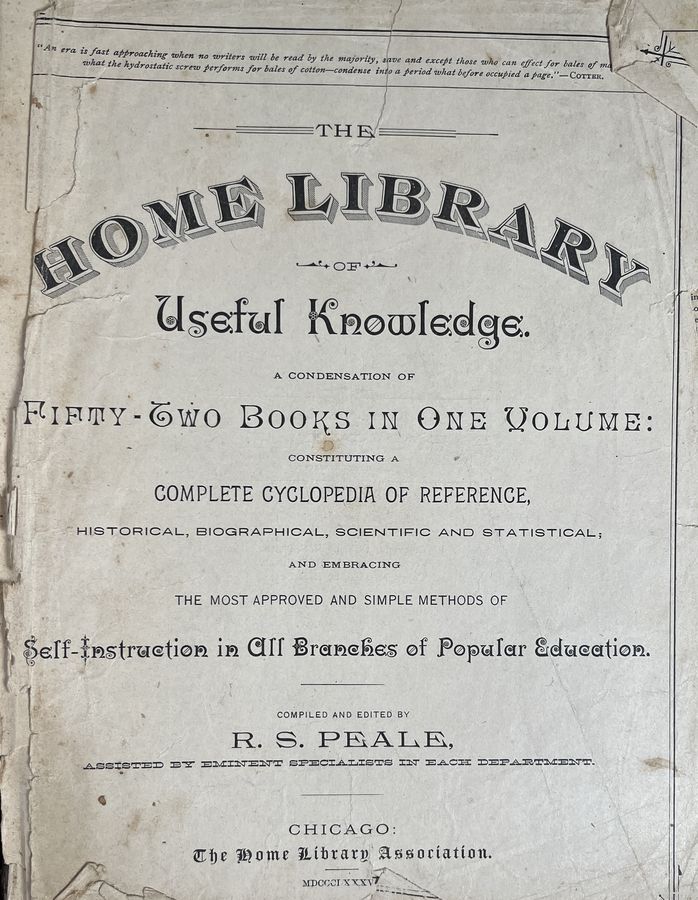 "An era is fast approaching when no writers will be read by the majority, save and except those who can effect for bales of
what the hydrostatic screw performs for bales of cotton—condense into a period what before occupied a page."—COTTER.
THE
HOME LIBRARY
OF
Useful Knowledge.
A CONDENSATION OF
FIFTY-TWO BOOKS IN ONE VOLUME:
CONSTITUTING A
COMPLETE CYCLOPEDIA OF REFERENCE,
HISTORICAL, BIOGRAPHICAL, SCIENTIFIC AND STATISTICAL;
AND EMBRACING
THE MOST APPROVED AND SIMPLE METHODS OF
Self-Instruction in All Branches of Popular Education.
COMPILED AND EDITED BY
R. S. PEALE,
ASSISTED BY EMINENT SPECIALISTS IN EACH DEPARTMENT.
CHICAGO:
The Home Library Association.